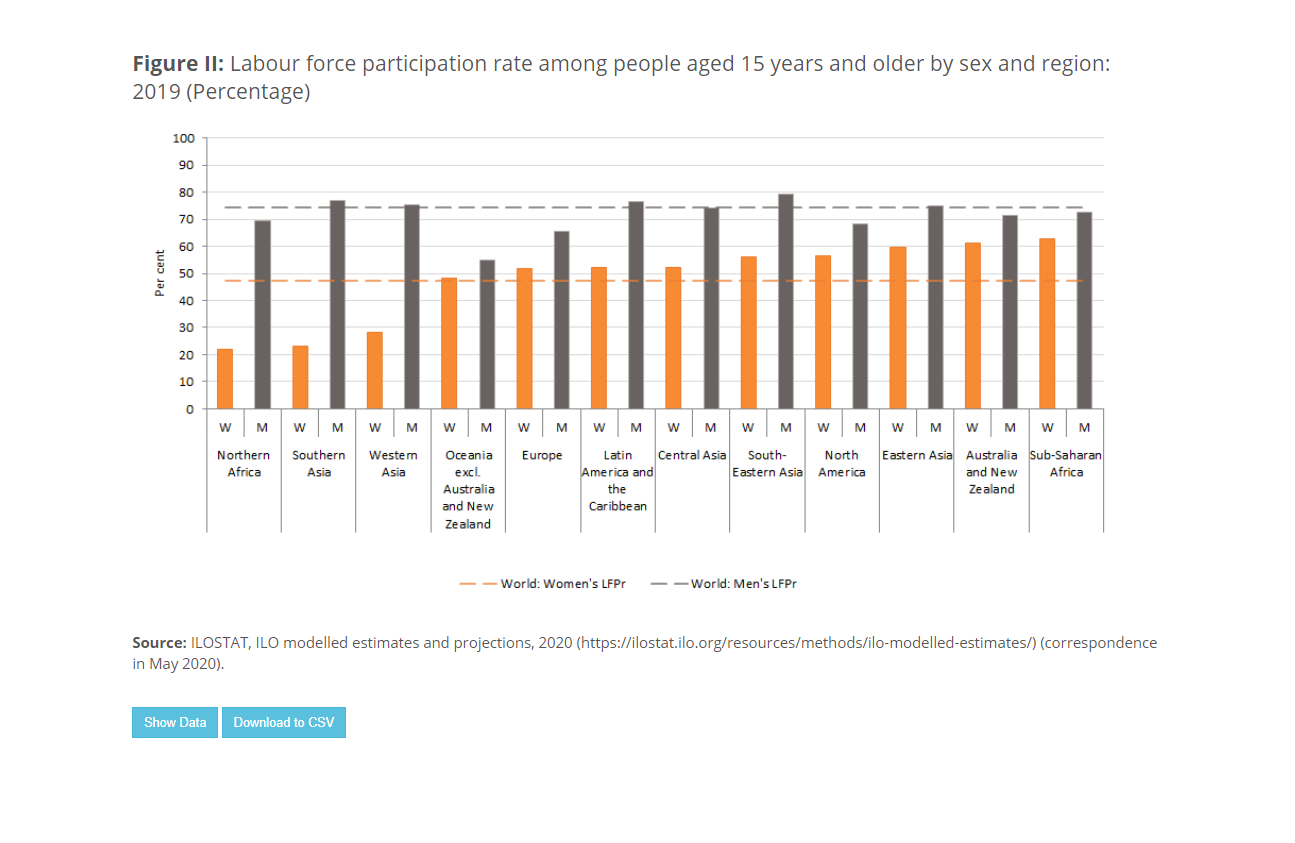 Figure II: Labour force participation rate among people aged 15 years and older by sex and region:
2019 (Percentage)
100
90
80
70
60
50
40
30
20
10
0
Per cent
W M W M W M W M W M W M W M W M W M W M W M W M
Northern
Africa
Southern
Asia
Western
Asia
Oceania
excl.
Australia
and New
Zealand
Europe
Latin
America and
the
Caribbean
Central Asia
South-
Eastern Asia
North
America
Eastern Asia
Australia
and New
Zealand
Sub-Saharan
Africa
World: Women's LFPr World: Men's LFPr
Source: ILOSTAT, ILO modelled estimates and projections, 2020 (https://ilostat.ilo.org/resources/methods/ilo-modelled-estimates/) (correspondence
in May 2020).
Show Data Download to CSV